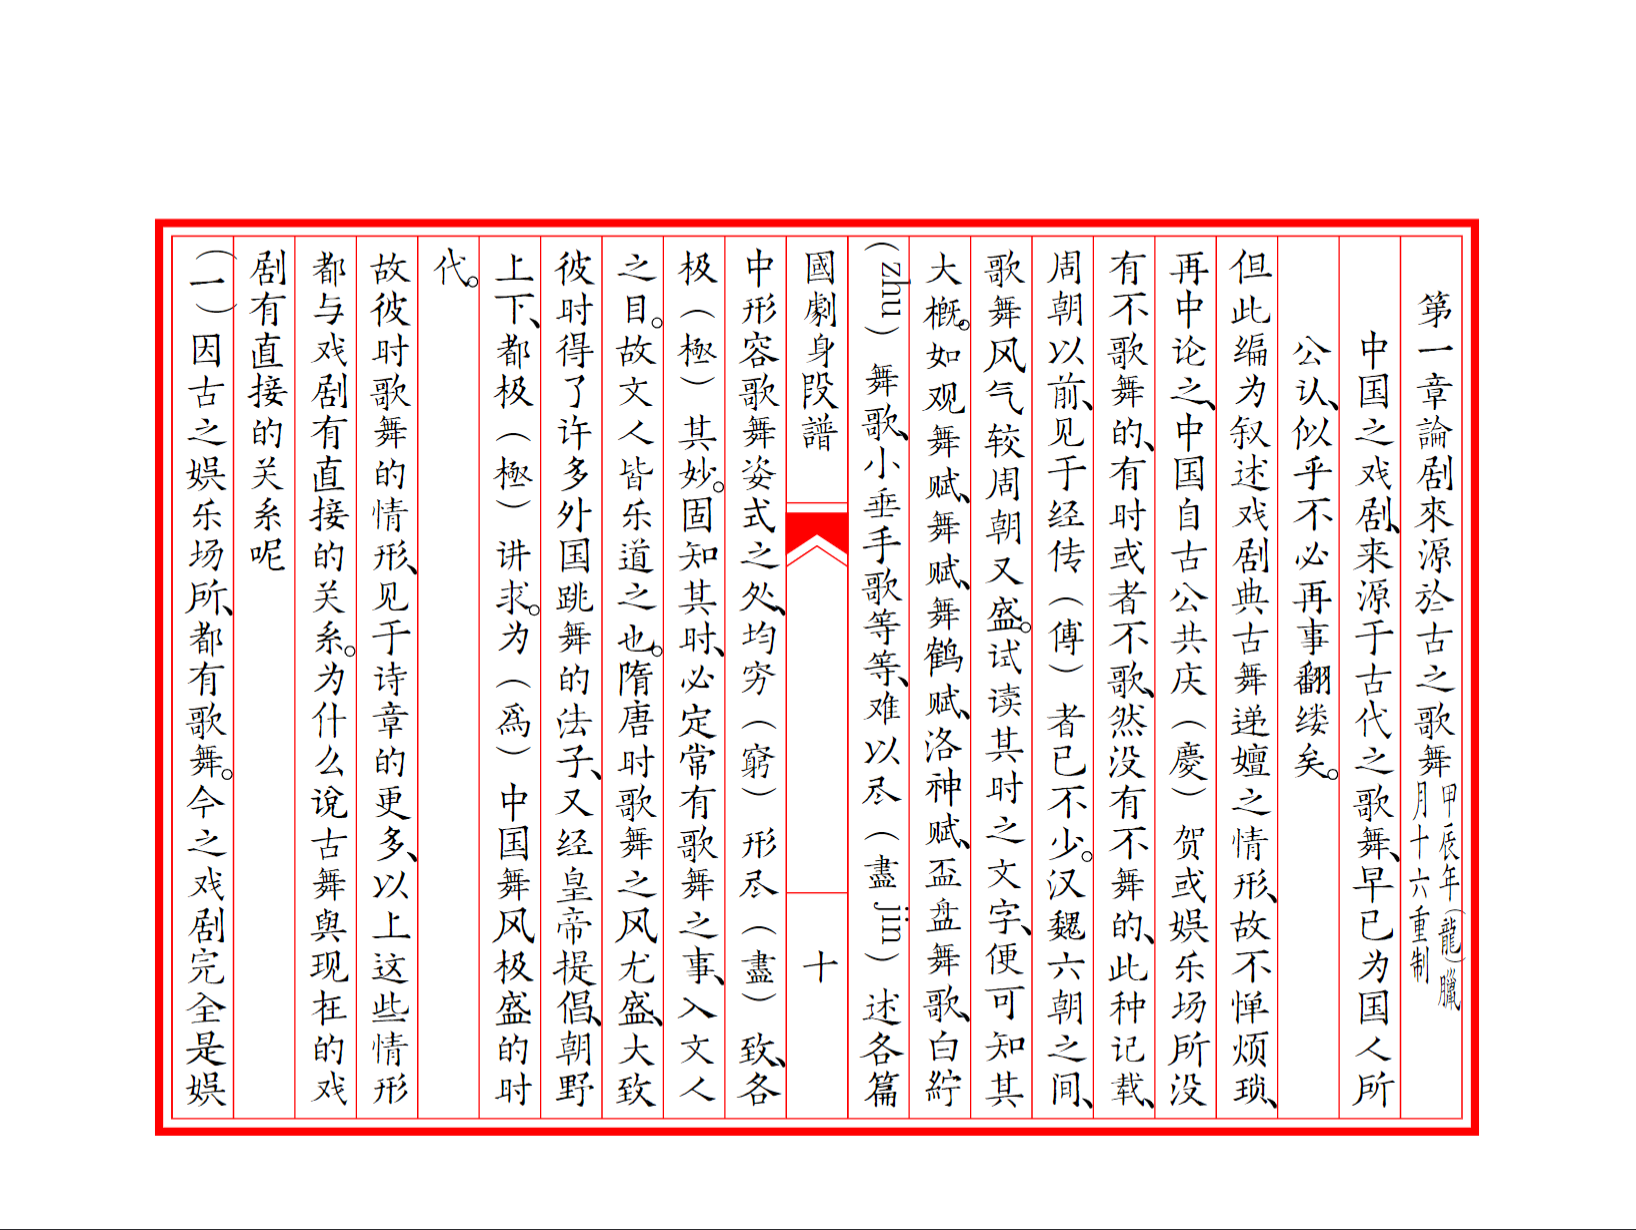 第一章論剧來源於古之歌舞甲辰年(龍)臘
月十六重制
中国之戏剧、来源于古代之歌舞、早已为国人所
公认、似乎不必再事翻缕矣。
但此编为叙述戏剧典古舞递嬗之情形、故不惮烦琐、
再中论之、中国自古公共庆（慶）贺或娱乐场所没
有不歌舞的、有时或者不歌、然没有不舞的、此种记载、
周朝以前、见于经传（傅）者已不少。汉魏六朝之间、
歌舞风气较周朝又盛。试读其时之文字、便可知其
大概。如观舞赋、舞赋、舞鹤赋、洛神赋、盃盘舞歌、白紵
（zhu）舞歌、小垂手歌等等、难以尽（盡jin）述各篇
國劇身段譜
十
中形容歌舞姿式之处、均穷（窮）形尽（盡）致、各
极（極）其妙。固知其时、必定常有歌舞之事、入文人
之目。故文人皆乐道之也。隋唐时歌舞之风尤盛、大致
彼时得了许多外国跳舞的法子、又经皇帝提倡、朝野
上下、都极（極）讲求。为（爲）中国舞风极盛的时
代。
故彼时歌舞的情形、见于诗章的更多、以上这些情形
都与戏剧有直接的关系。为什么说古舞與现在的戏
剧有直接的关系呢
（一）因古之娱乐场所、都有歌舞。今之戏剧完全是娱